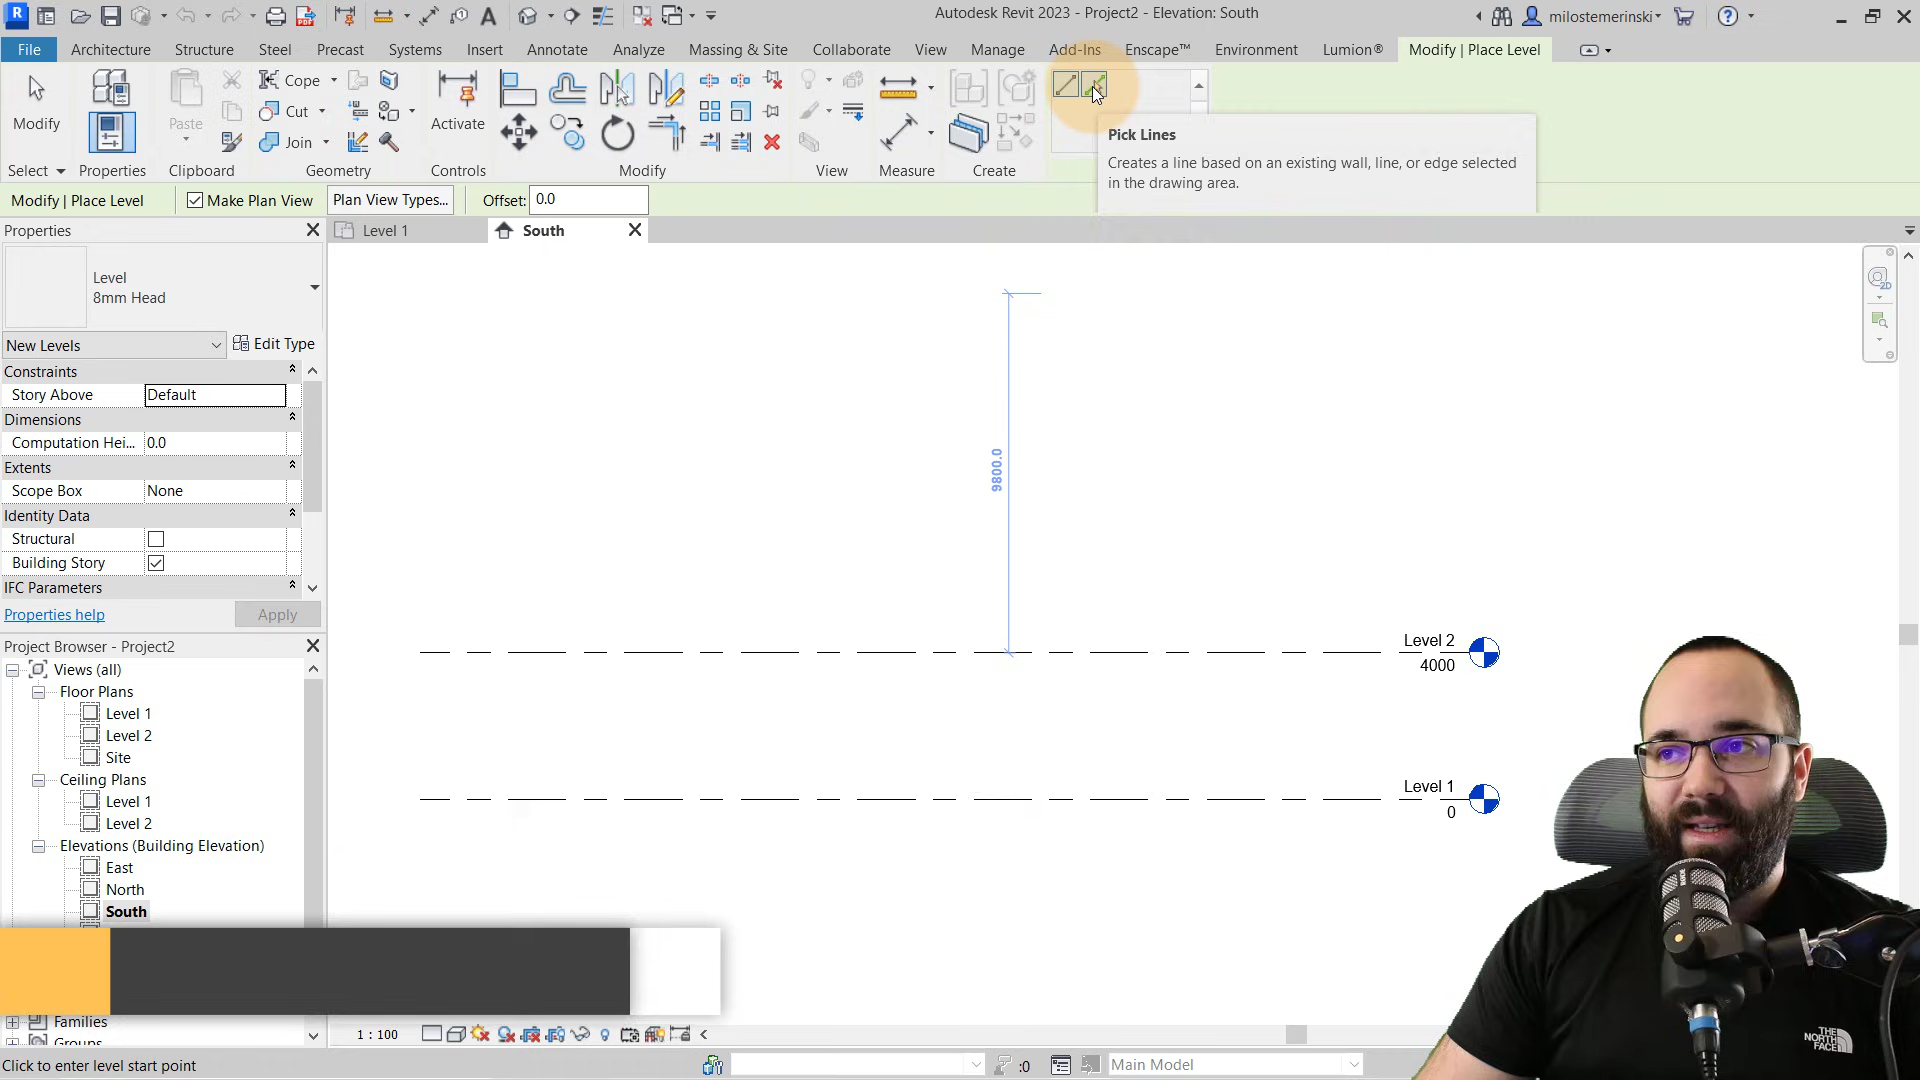 Autodesk Revit 2023 - Project2 - Elevation: South
milostemerinski
File Architecture Structure Steel Precast Systems Insert Annotate Analyze Massing & Site Collaborate View Manage Add-Ins Enscape™ Environment Lumion® Modify | Place Level
Modify
Paste
Cope
Cut
Join
Activate
Select Properties Clipboard Geometry Controls Modify View Measure Create
Pick Lines
Creates a line based on an existing wall, line, or edge selected
in the drawing area.
Modify | Place Level Make Plan View Plan View Types... Offset: 0.0
Properties
Level 1
South
Level
8mm Head
New Levels
Edit Type
Constraints
Story Above Default
Dimensions
Computation Hei... 0.0
Extents
Scope Box None
Identity Data
Structural
Building Story
IFC Parameters
Properties help
Apply
9800.0
Level 2
4000
Level 1
0
Project Browser - Project2
Views (all)
Floor Plans
Level 1
Level 2
Site
Ceiling Plans
Level 1
Level 2
Elevations (Building Elevation)
East
North
South
Families
Groups
RØDE
THE
NORTH
FACE
1 : 100
Click to enter level start point
:0
Main Model
2D